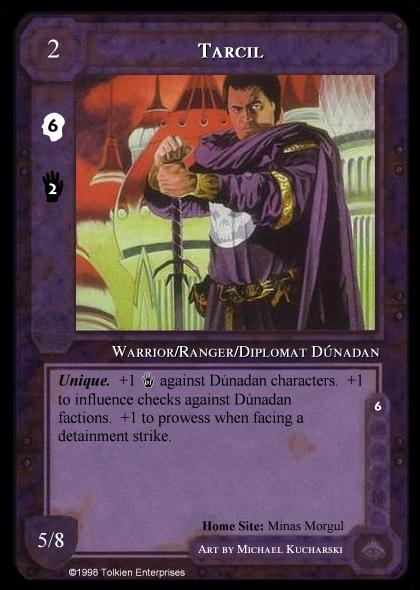 2
TARCIL
6
2
WARRIOR/RANGER/DIPLOMAT DÚNADAN
Unique. +1 DI against Dúnadan characters. +1
to influence checks against Dúnadan
factions. +1 to prowess when facing a
detainment strike.
6
Home Site: Minas Morgul
5/8
ART BY MICHAEL KUCHARSKI
©1998 Tolkien Enterprises